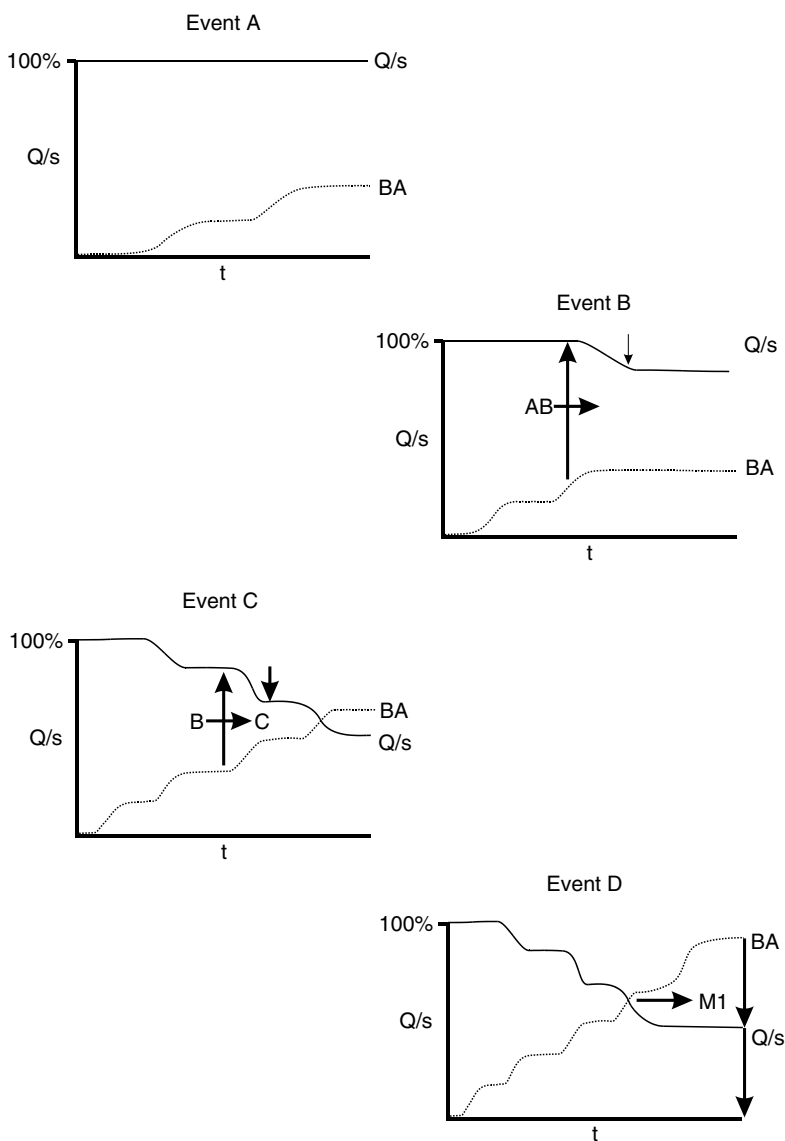 Event A
100%
Q/s
Q/s
BA
t
Event B
100%
Q/s
AB
Q/s
BA
t
Event C
100%
B
C
BA
Q/s
Q/s
t
Event D
100%
BA
M1
Q/s
Q/s
t